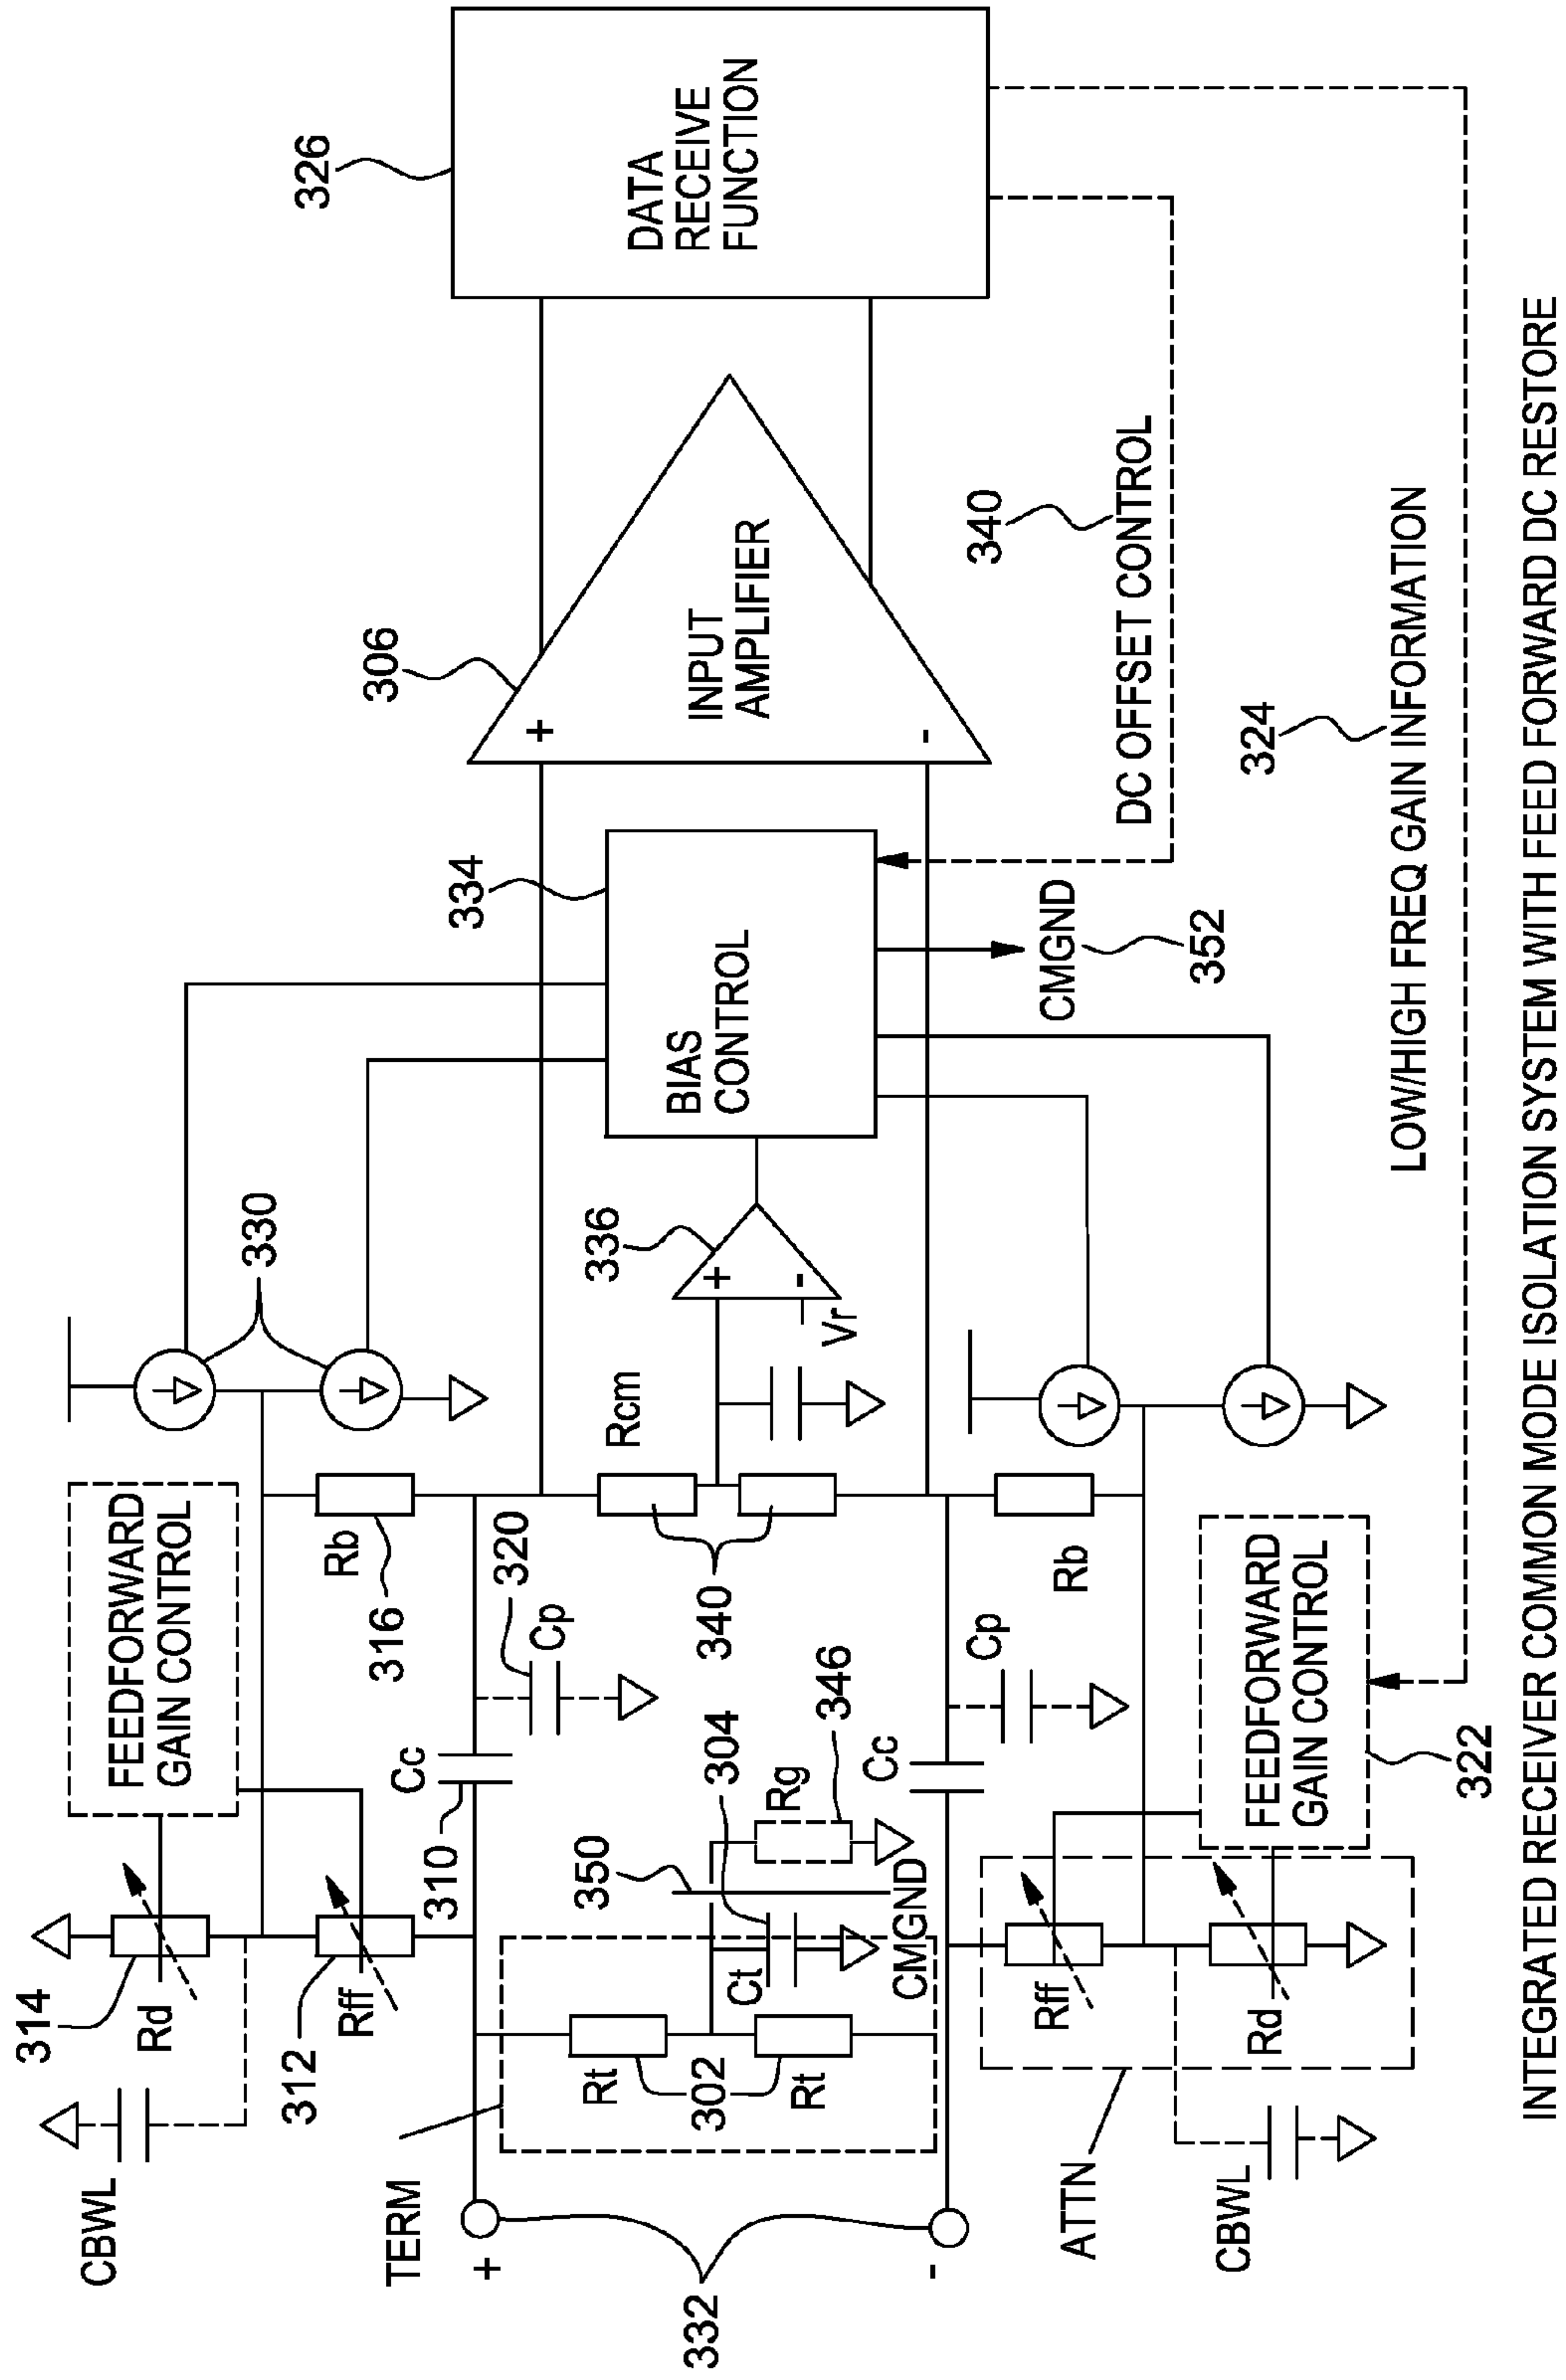 314
Rd
CBWL
312
Rff
FEEDFORWARD
GAIN CONTROL
330
316
Rb
TERM
+
332
-
310
Cc
320
Cp
Rt
302
Rt
Ct
304
350
CMGND
Rg
346
340
Rcm
Cc
Cp
Rb
336
+
-
Vr
334
BIAS
CONTROL
CMGND
352
306
+
-
INPUT
AMPLIFIER
326
DATA
RECEIVE
FUNCTION
340
DC OFFSET CONTROL
324
LOW/HIGH FREQ GAIN INFORMATION
ATTN
Rff
Rd
CBWL
FEEDFORWARD
GAIN CONTROL
322
INTEGRATED RECEIVER COMMON MODE ISOLATION SYSTEM WITH FEED FORWARD DC RESTORE